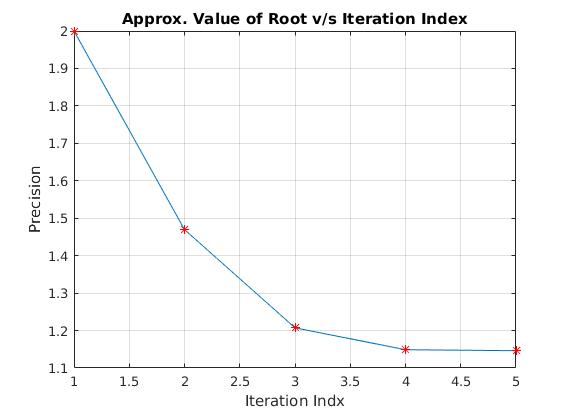 Approx. Value of Root v/s Iteration Index
2
1.9
1.8
1.7
1.6
1.5
1.4
1.3
1.2
1.1
Precision
1 1.5 2 2.5 3 3.5 4 4.5 5
Iteration Indx